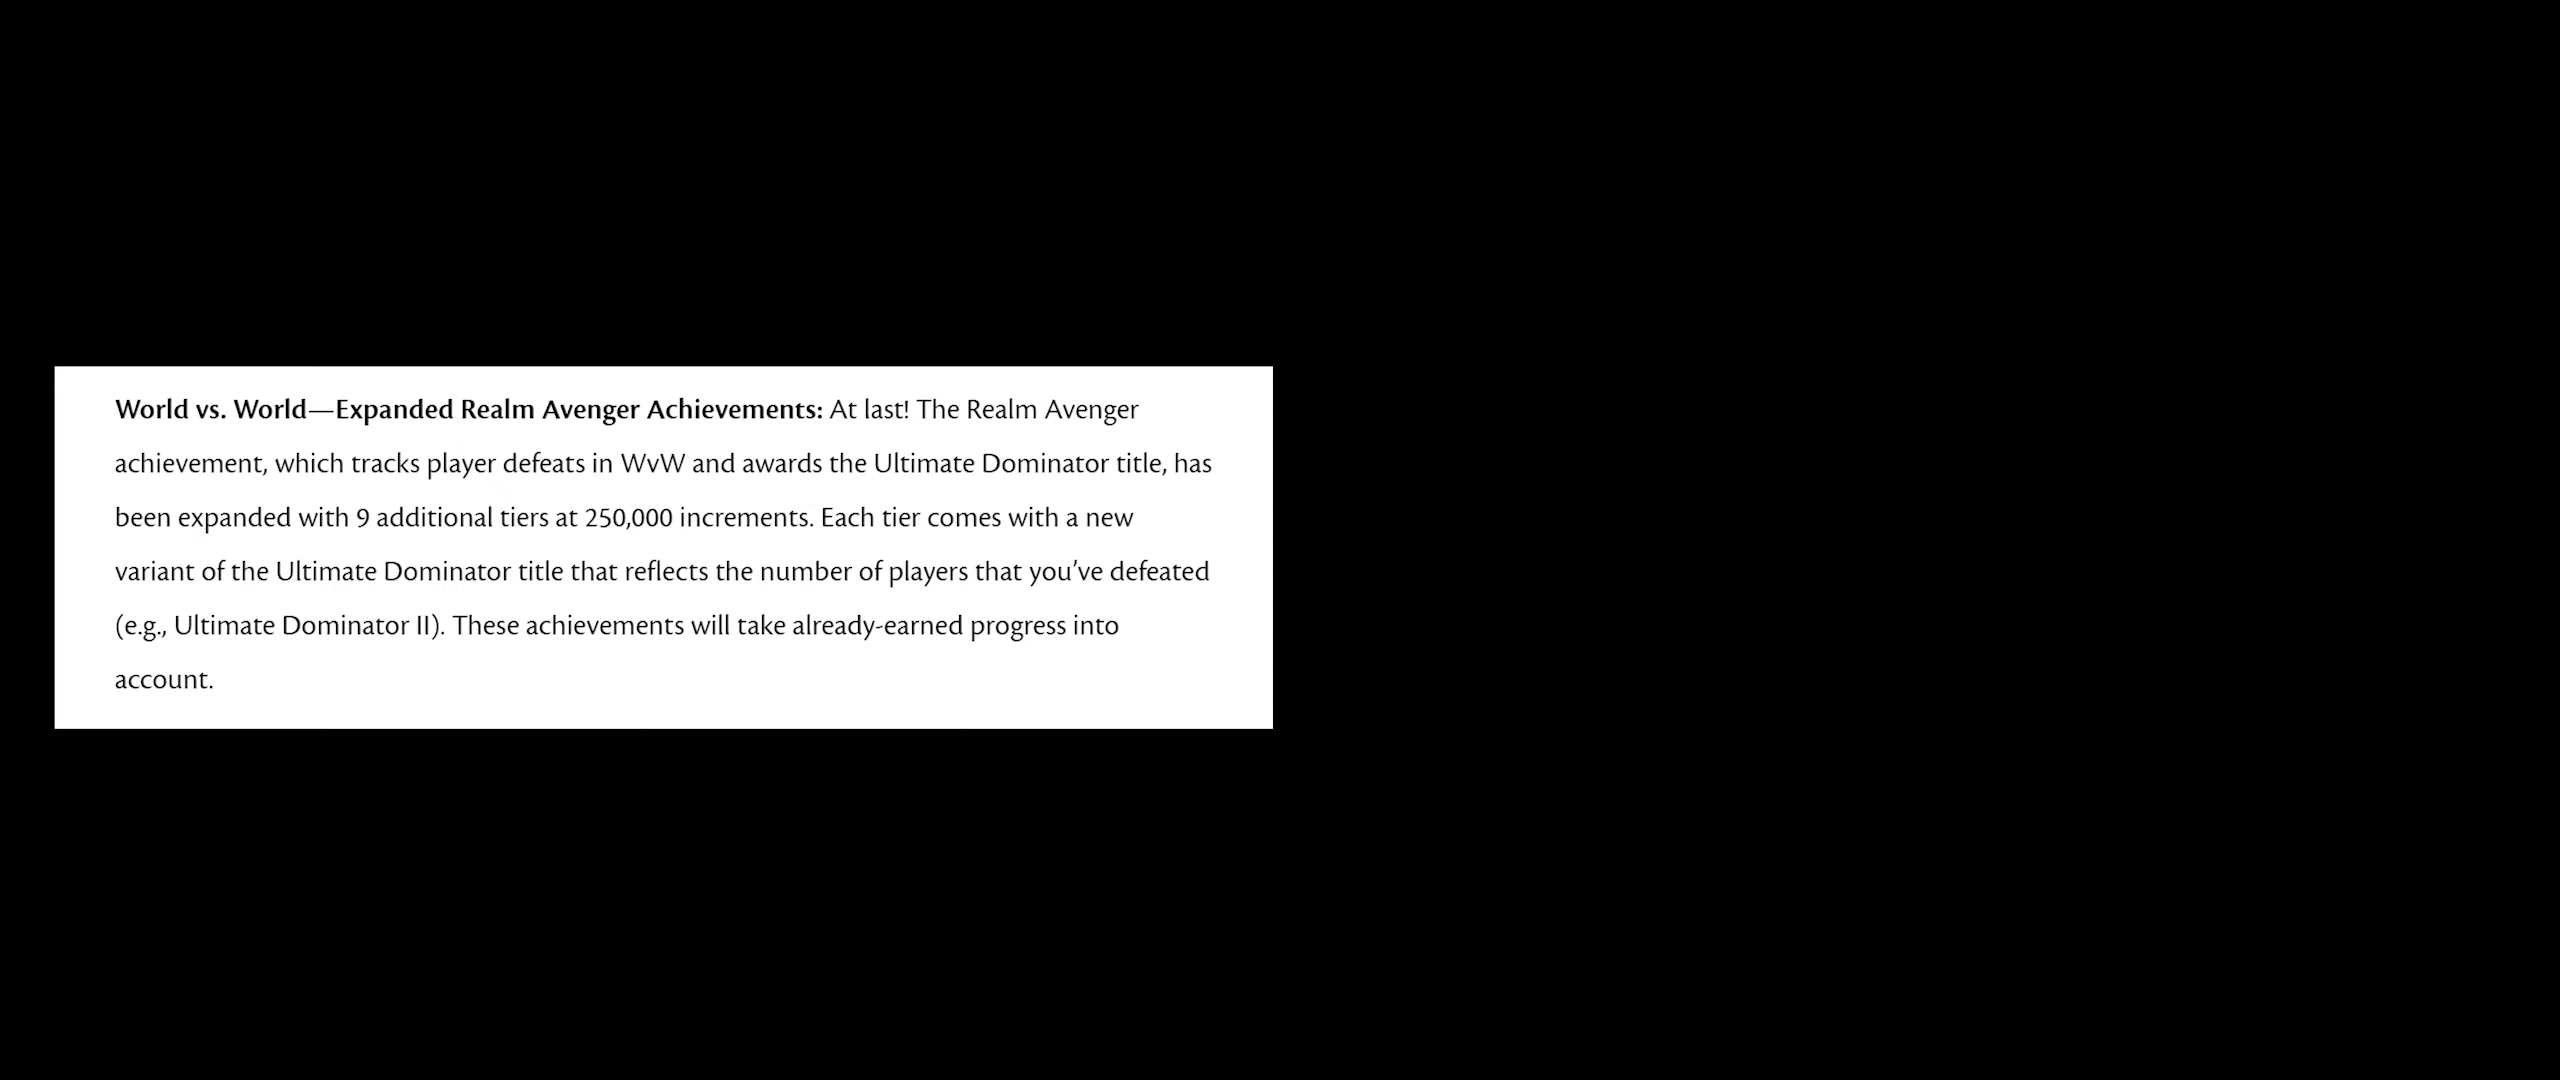 World vs. World—Expanded Realm Avenger Achievements: At last! The Realm Avenger
achievement, which tracks player defeats in WvW and awards the Ultimate Dominator title, has
been expanded with 9 additional tiers at 250,000 increments. Each tier comes with a new
variant of the Ultimate Dominator title that reflects the number of players that you’ve defeated
(e.g., Ultimate Dominator II). These achievements will take already-earned progress into
account.